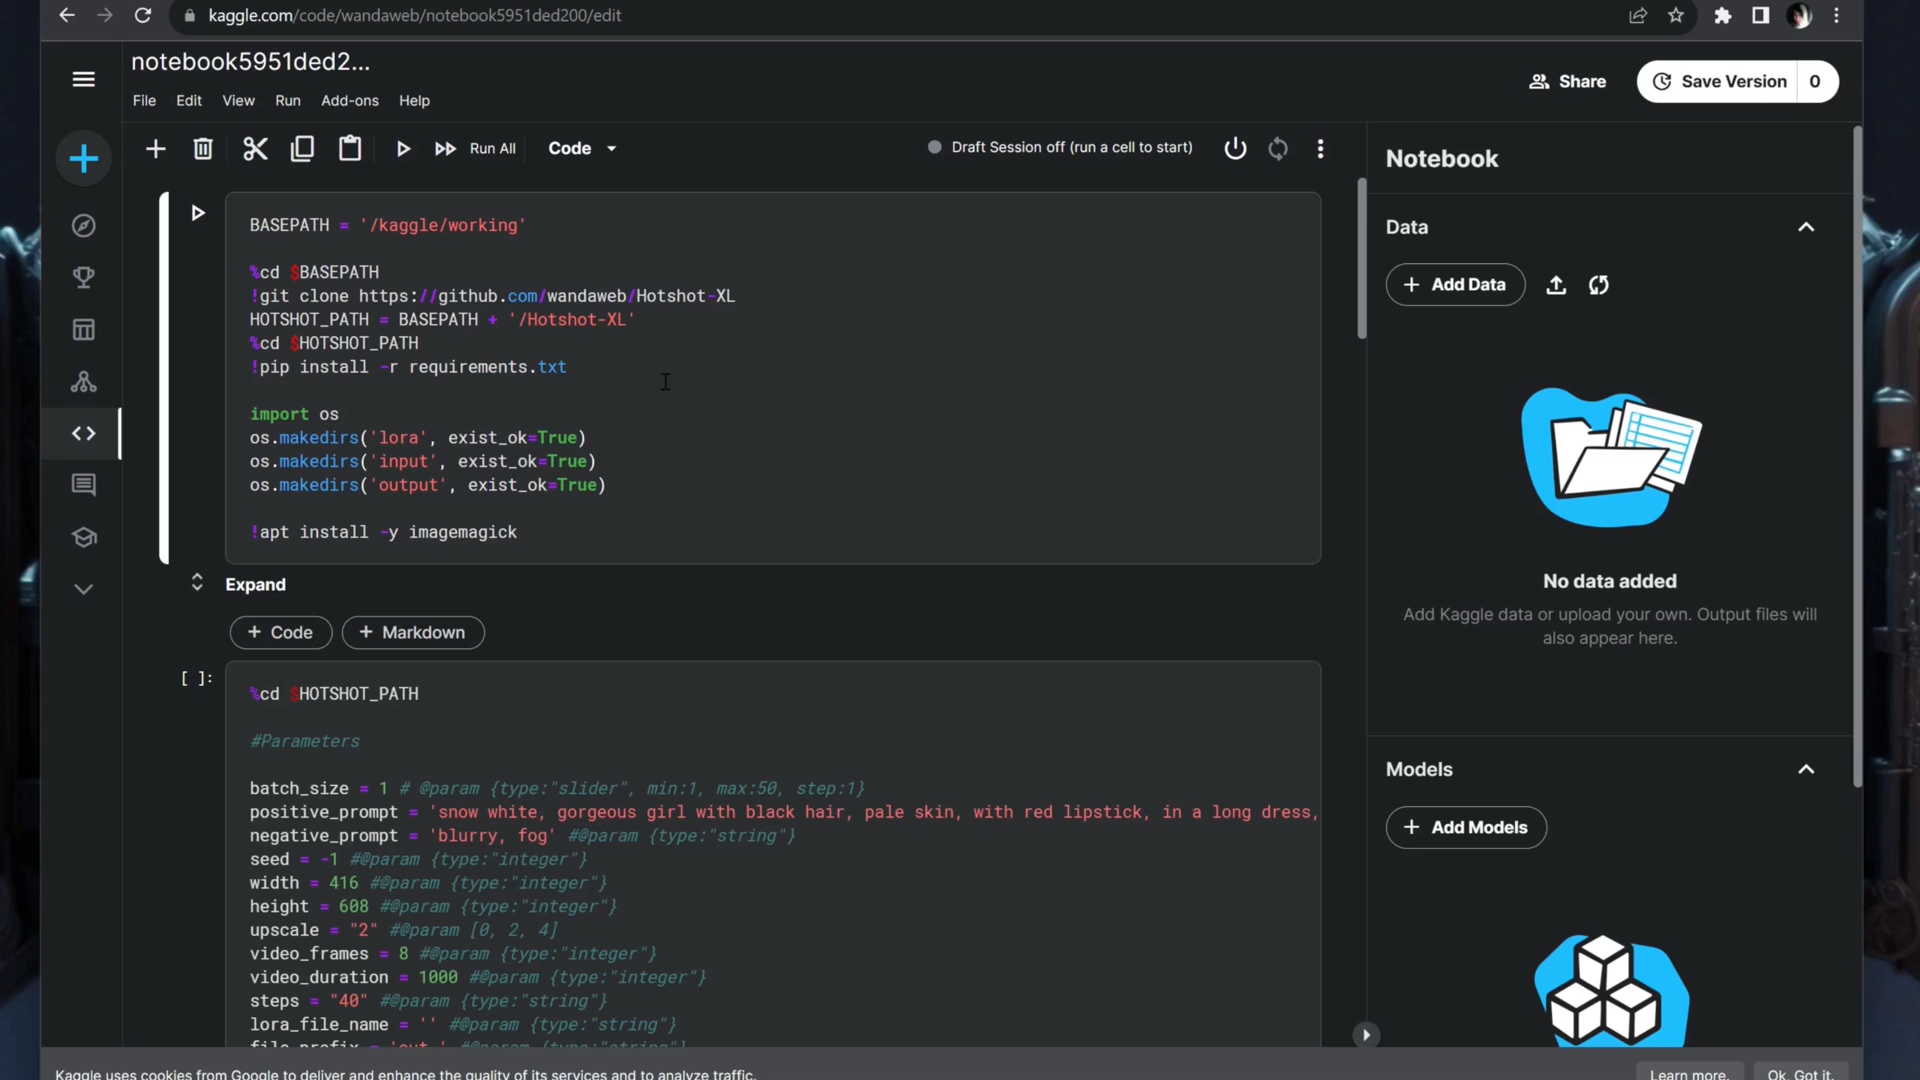 kaggle.com/code/wandaweb/notebook5951ded200/edit
notebook5951ded2...
File Edit View Run Add-ons Help
Share
Save Version 0
Run All
Code
Draft Session off (run a cell to start)
BASEPATH = '/kaggle/working'
%cd $BASEPATH
!git clone https://github.com/wandaweb/Hotshot-XL
HOTSHOT_PATH = BASEPATH + '/Hotshot-XL'
%cd $HOTSHOT_PATH
!pip install -r requirements.txt
import os
os.makedirs('lora', exist_ok=True)
os.makedirs('input', exist_ok=True)
os.makedirs('output', exist_ok=True)
!apt install -y imagemagick
Expand
+ Code + Markdown
[ ]:
%cd $HOTSHOT_PATH
#Parameters
batch_size = 1 # @param {type:"slider", min:1, max:50, step:1}
positive_prompt = 'snow white, gorgeous girl with black hair, pale skin, with red lipstick, in a long dress,
negative_prompt = 'blurry, fog' #@param {type:"string"}
seed = -1 #@param {type:"integer"}
width = 416 #@param {type:"integer"}
height = 608 #@param {type:"integer"}
upscale = "2" #@param [0, 2, 4]
video_frames = 8 #@param {type:"integer"}
video_duration = 1000 #@param {type:"integer"}
steps = "40" #@param {type:"string"}
lora_file_name = '' #@param {type:"string"}
file_prefix = 'out_' #@param {type:"string"}
Notebook
Data
+ Add Data
No data added
Add Kaggle data or upload your own. Output files will
also appear here.
Models
+ Add Models
Kaggle uses cookies from Google to deliver and enhance the quality of its services and to analyze traffic.
Learn more.
Ok, Got it.